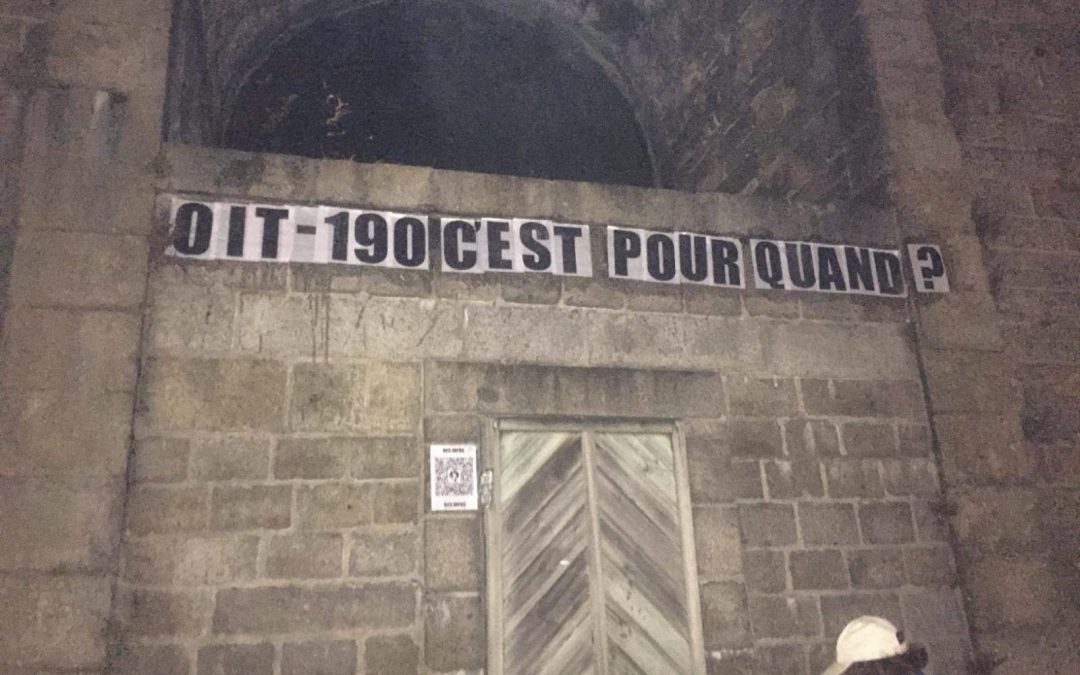 OIT-190 C'EST POUR QUAND ?